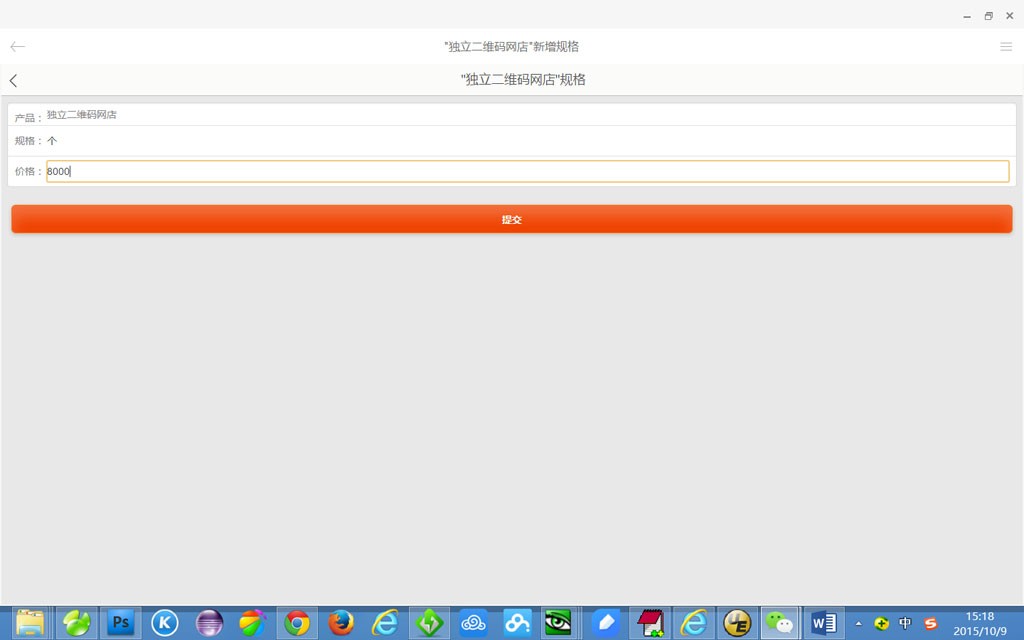 "独立二维码网店"新增规格
"独立二维码网店"规格
产品： 独立二维码网店
规格： 个
价格： 8000
提交
Ps
K
W
中
15:18
2015/10/9